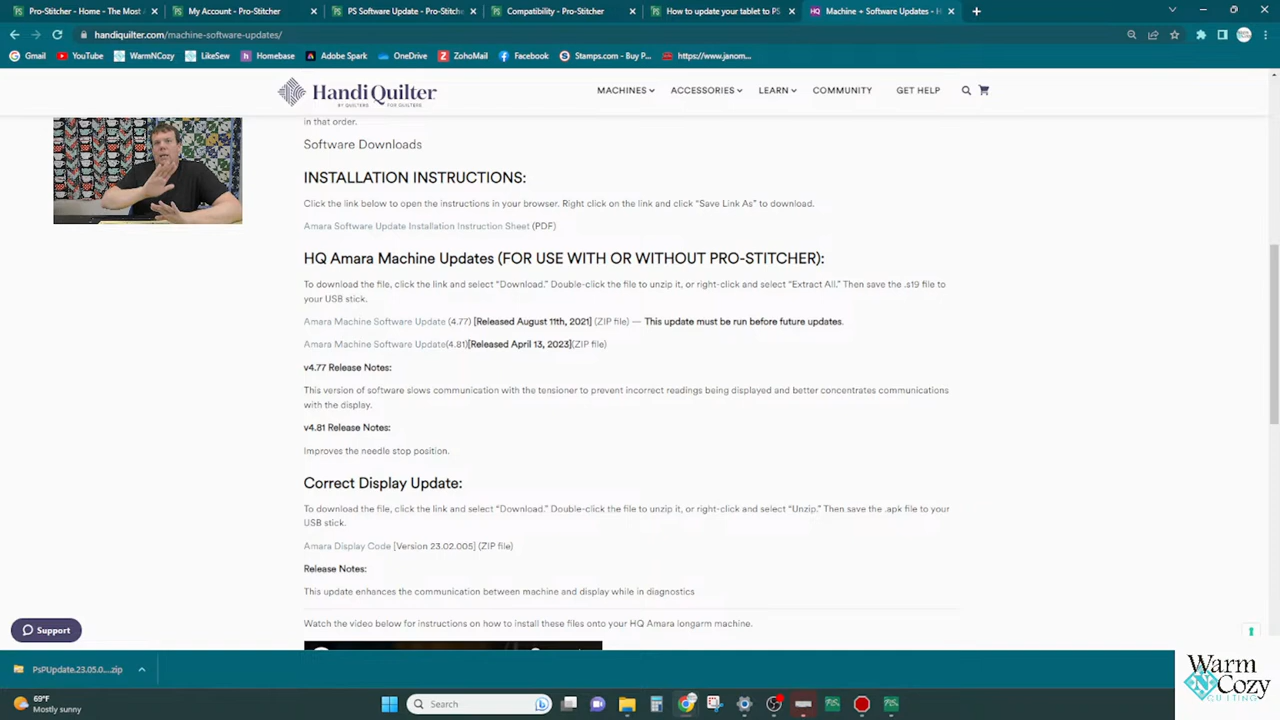 Pro-Stitcher - Home - The Most A
My Account - Pro-Stitcher
PS Software Update - Pro-Stitche
Compatibility - Pro-Stitcher
How to update your tablet to PS
Machine + Software Updates - H
handiquilter.com/machine-software-updates/
Gmail
YouTube
WarmNCozy
LikeSew
Homebase
Adobe Spark
OneDrive
ZohoMail
Facebook
Stamps.com - Buy P...
https://www.janom...
HandiQuilter
BY QUILTERS FOR QUILTERS
MACHINES
ACCESSORIES
LEARN
COMMUNITY
GET HELP
in that order.
Software Downloads
INSTALLATION INSTRUCTIONS:
Click the link below to open the instructions in your browser. Right click on the link and click “Save Link As” to download.
Amara Software Update Installation Instruction Sheet (PDF)
HQ Amara Machine Updates (FOR USE WITH OR WITHOUT PRO-STITCHER):
To download the file, click the link and select “Download.” Double-click the file to unzip it, or right-click and select “Extract All.” Then save the .s19 file to
your USB stick.
Amara Machine Software Update (4.77) [Released August 11th, 2021] (ZIP file) — This update must be run before future updates.
Amara Machine Software Update(4.81)[Released April 13, 2023](ZIP file)
v4.77 Release Notes:
This version of software slows communication with the tensioner to prevent incorrect readings being displayed and better concentrates communications
with the display.
v4.81 Release Notes:
Improves the needle stop position.
Correct Display Update:
To download the file, click the link and select “Download.” Double-click the file to unzip it, or right-click and select “Unzip.” Then save the .apk file to your
USB stick.
Amara Display Code [Version 23.02.005] (ZIP file)
Release Notes:
This update enhances the communication between machine and display while in diagnostics
Watch the video below for instructions on how to install these files onto your HQ Amara longarm machine.
Support
PsPUpdate.23.05.0....zip
69°F
Mostly sunny
Search
Warm
N
Cozy
QUILTING